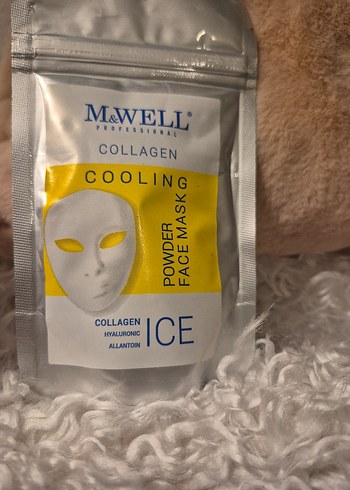 M&WELL®
PROFESSIONAL
COLLAGEN
COOLING
POWDER
FACE MASK
COLLAGEN
HYALURONIC
ALLANTOIN
ICE